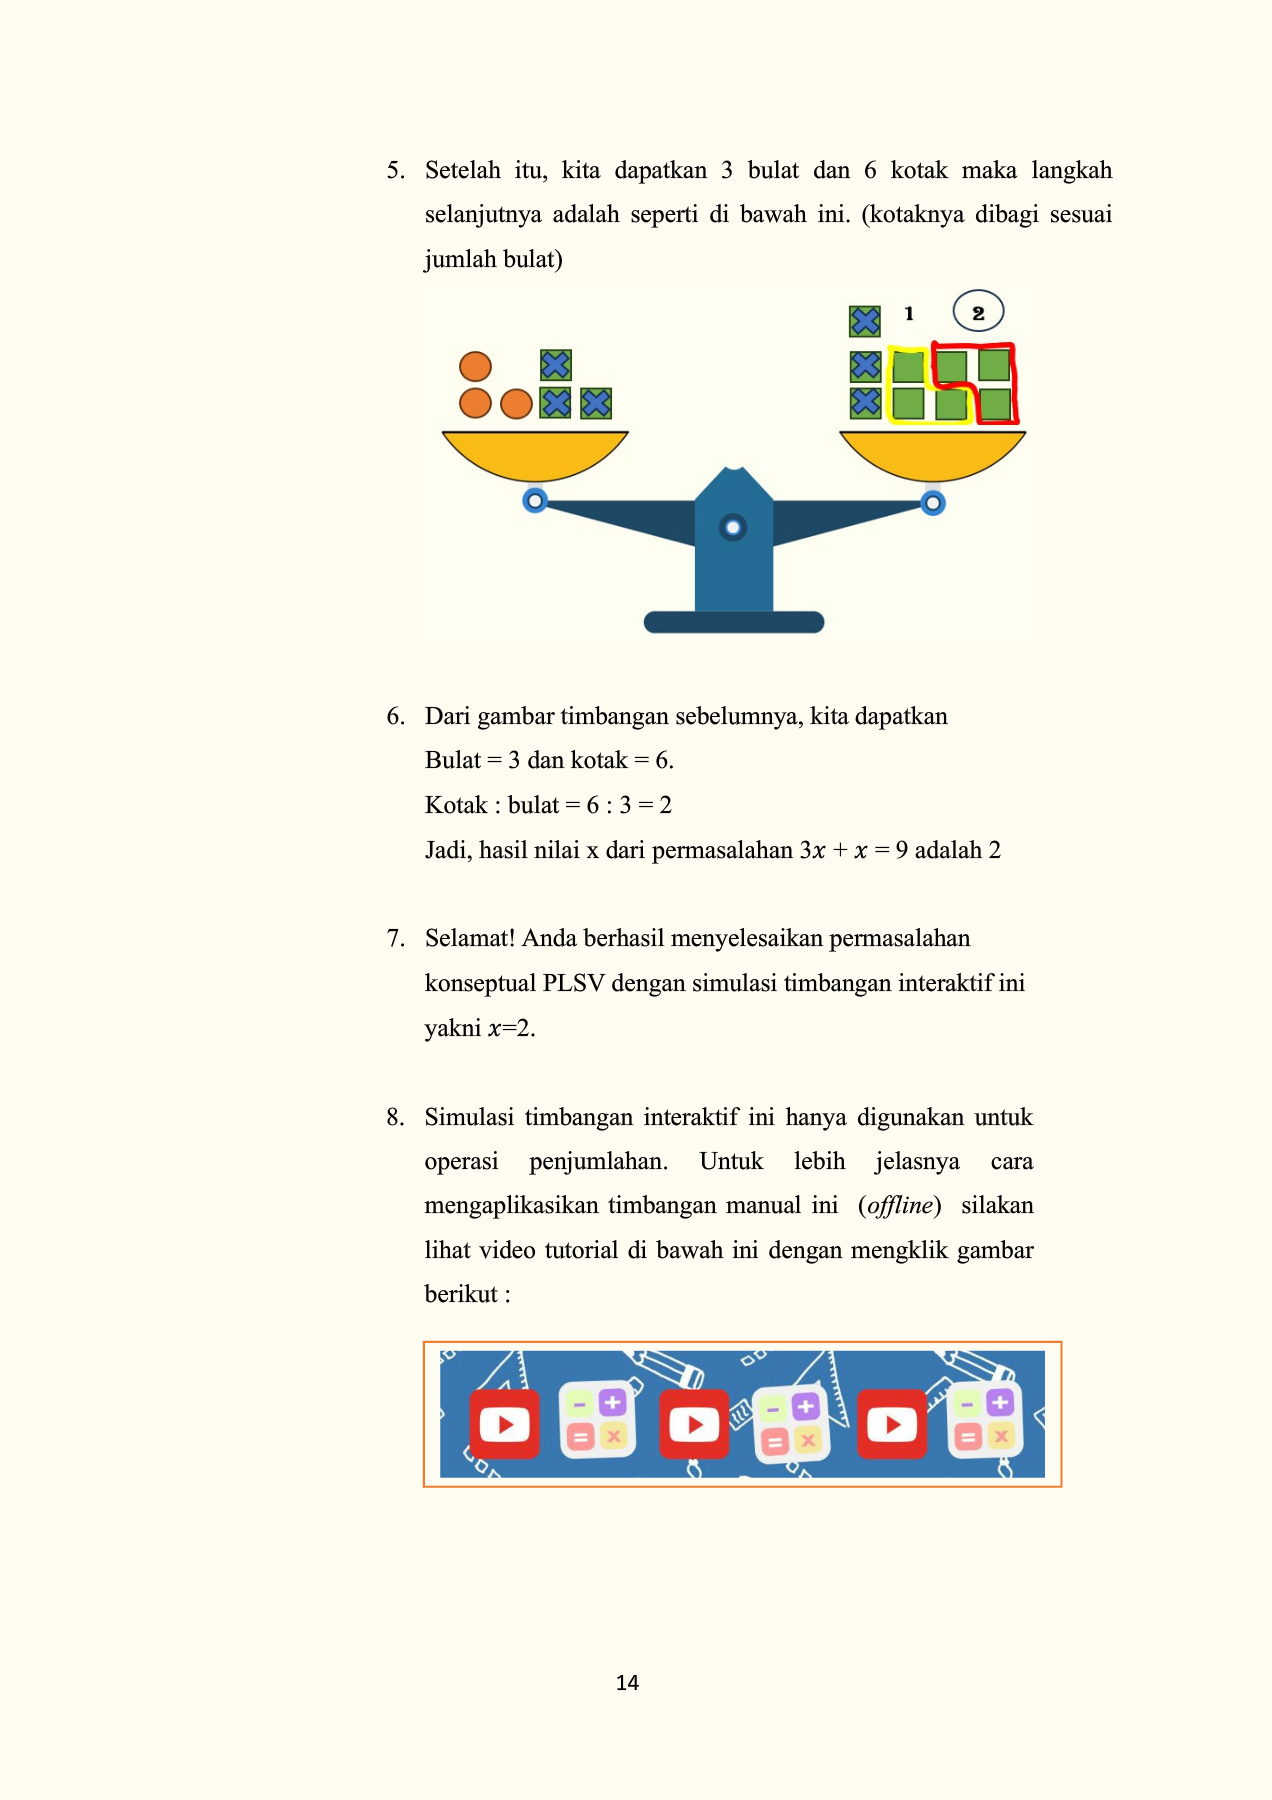 5. Setelah itu, kita dapatkan 3 bulat dan 6 kotak maka langkah
selanjutnya adalah seperti di bawah ini. (kotaknya dibagi sesuai
jumlah bulat)
1 2
6. Dari gambar timbangan sebelumnya, kita dapatkan
Bulat = 3 dan kotak = 6.
Kotak : bulat = 6 : 3 = 2
Jadi, hasil nilai x dari permasalahan 3x + x = 9 adalah 2
7. Selamat! Anda berhasil menyelesaikan permasalahan
konseptual PLSV dengan simulasi timbangan interaktif ini
yakni x=2.
8. Simulasi timbangan interaktif ini hanya digunakan untuk
operasi penjumlahan. Untuk lebih jelasnya cara
mengaplikasikan timbangan manual ini (offline) silakan
lihat video tutorial di bawah ini dengan mengklik gambar
berikut :
- + - + - +
= x = x = x
14